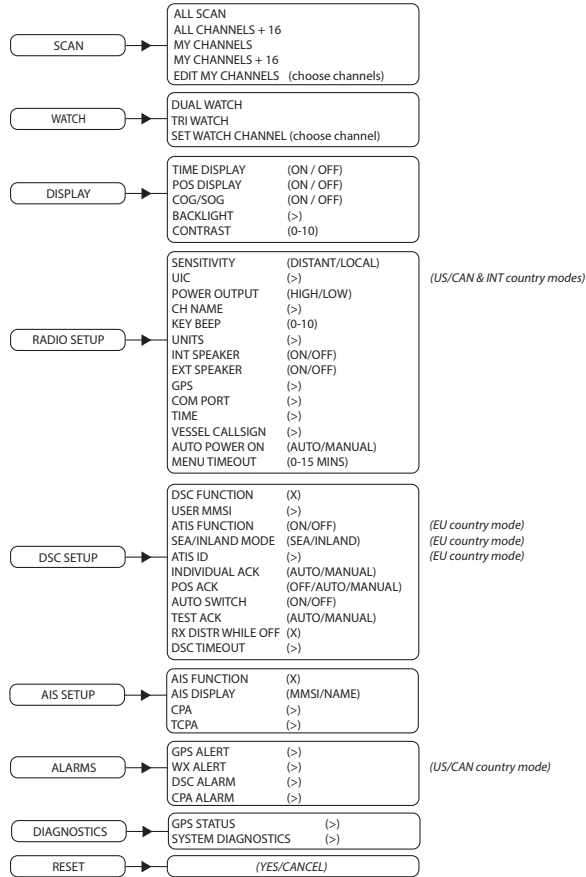 SCAN
ALL SCAN
ALL CHANNELS + 16
MY CHANNELS
MY CHANNELS + 16
EDIT MY CHANNELS (choose channels)
WATCH
DUAL WATCH
TRI WATCH
SET WATCH CHANNEL (choose channel)
DISPLAY
TIME DISPLAY (ON / OFF)
POS DISPLAY (ON / OFF)
COG/SOG (ON / OFF)
BACKLIGHT (>)
CONTRAST (0-10)
RADIO SETUP
SENSITIVITY (DISTANT/LOCAL)
UIC (>) (US/CAN & INT country modes)
POWER OUTPUT (HIGH/LOW)
CH NAME (>)
KEY BEEP (0-10)
UNITS (>)
INT SPEAKER (ON/OFF)
EXT SPEAKER (ON/OFF)
GPS (>)
COM PORT (>)
TIME (>)
VESSEL CALLSIGN (>)
AUTO POWER ON (AUTO/MANUAL)
MENU TIMEOUT (0-15 MINS)
DSC SETUP
DSC FUNCTION (X)
USER MMSI (>)
ATIS FUNCTION (ON/OFF) (EU country mode)
SEA/INLAND MODE (SEA/INLAND) (EU country mode)
ATIS ID (>) (EU country mode)
INDIVIDUAL ACK (AUTO/MANUAL)
POS ACK (OFF/AUTO/MANUAL)
AUTO SWITCH (ON/OFF)
TEST ACK (AUTO/MANUAL)
RX DISTR WHILE OFF (X)
DSC TIMEOUT (>)
AIS SETUP
AIS FUNCTION (X)
AIS DISPLAY (MMSI/NAME)
CPA (>)
TCPA (>)
ALARMS
GPS ALERT (>)
WX ALERT (>) (US/CAN country mode)
DSC ALARM (>)
CPA ALARM (>)
DIAGNOSTICS
GPS STATUS (>)
SYSTEM DIAGNOSTICS (>)
RESET
(YES/CANCEL)